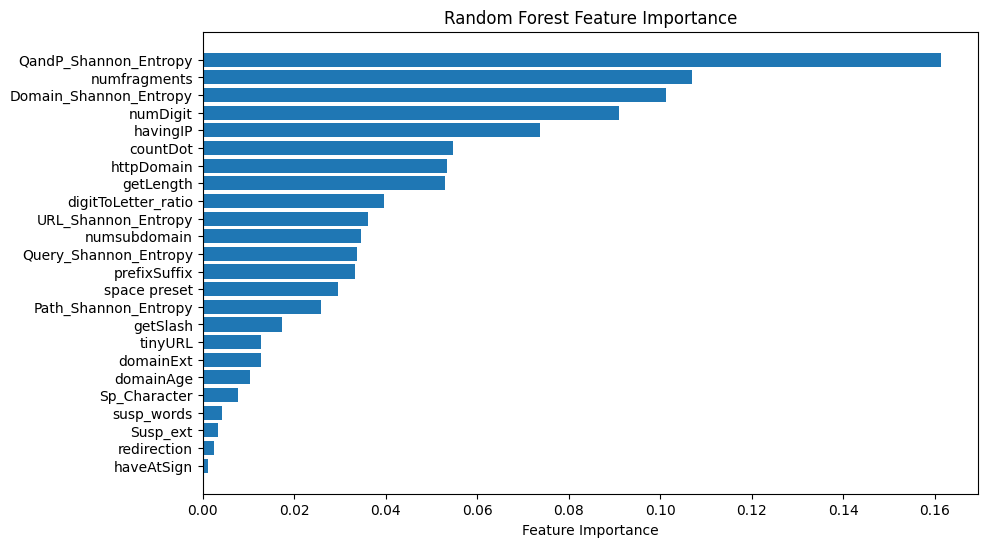 Random Forest Feature Importance
QandP_Shannon_Entropy
numfragments
Domain_Shannon_Entropy
numDigit
havingIP
countDot
httpDomain
getLength
digitToLetter_ratio
URL_Shannon_Entropy
numsubdomain
Query_Shannon_Entropy
prefixSuffix
space preset
Path_Shannon_Entropy
getSlash
tinyURL
domainExt
domainAge
Sp_Character
susp_words
Susp_ext
redirection
haveAtSign
0.00 0.02 0.04 0.06 0.08 0.10 0.12 0.14 0.16
Feature Importance